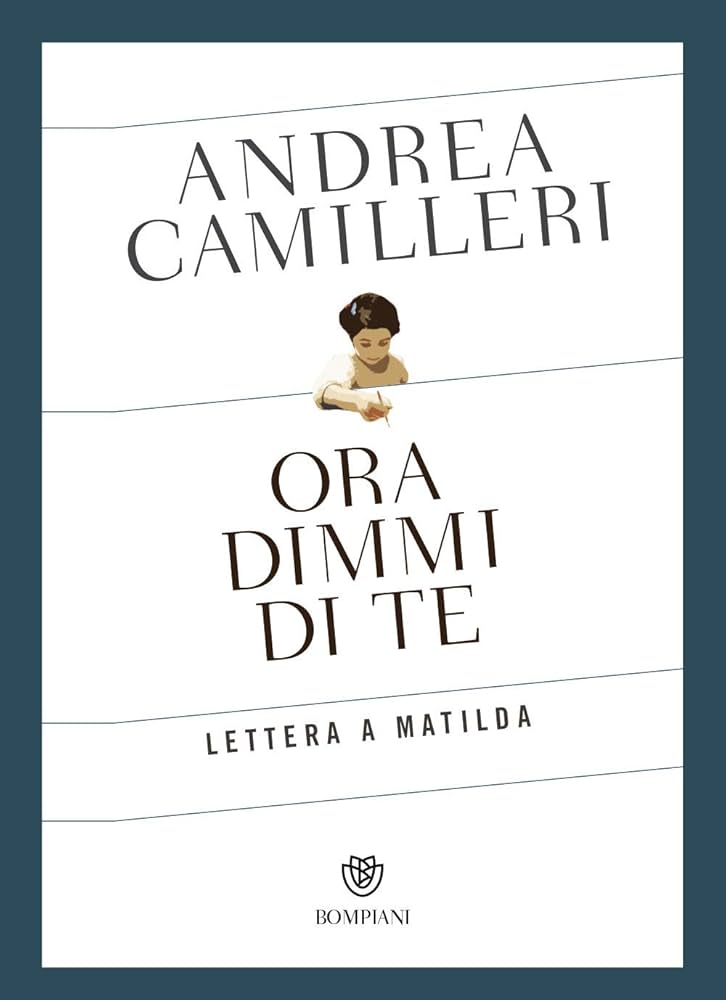 ANDREA
CAMILLERI
ORA
DIMMI
DI TE
LETTERA A MATILDA
BOMPIANI